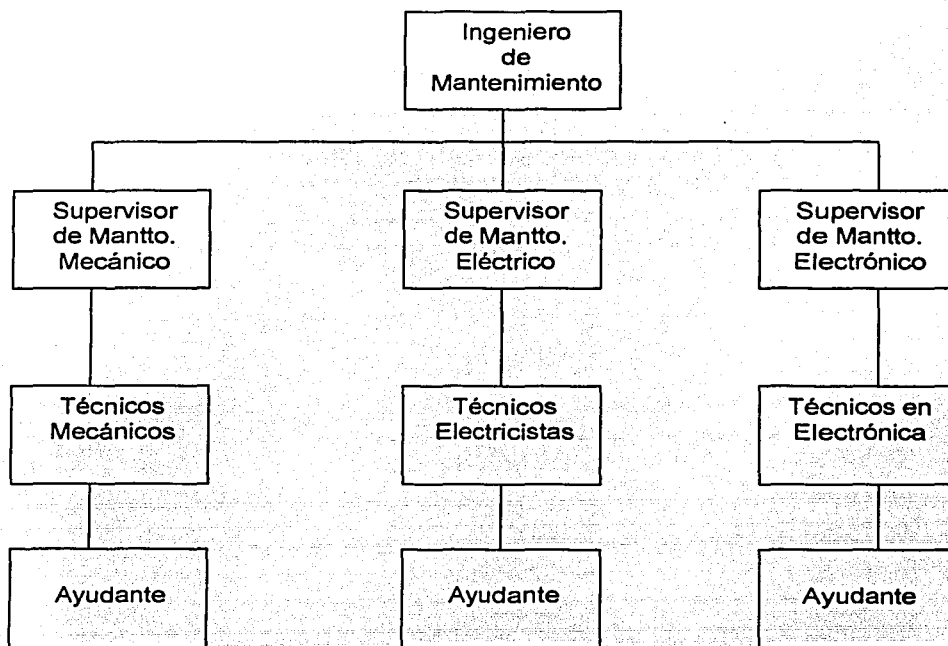 Ingeniero
de
Mantenimiento
Supervisor
de Mantto.
Mecánico
Supervisor
de Mantto.
Eléctrico
Supervisor
de Mantto.
Electrónico
Técnicos
Mecánicos
Técnicos
Electricistas
Técnicos en
Electrónica
Ayudante
Ayudante
Ayudante